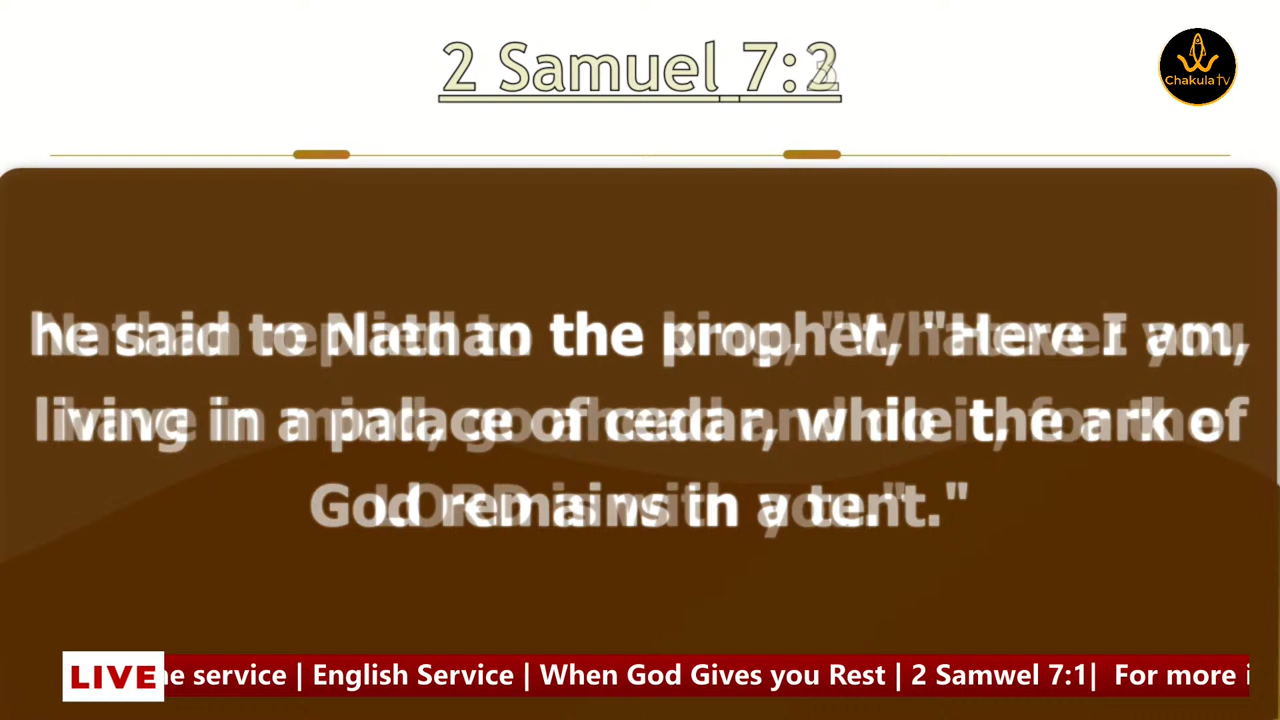 2 Samuel 7:2
Chakula tv
he said to Nathan the prophet, "Here I am,
living in a palace of cedar, while the ark of
God remains in a tent."
LIVE
service | English Service | When God Gives you Rest | 2 Samwel 7:1| For more